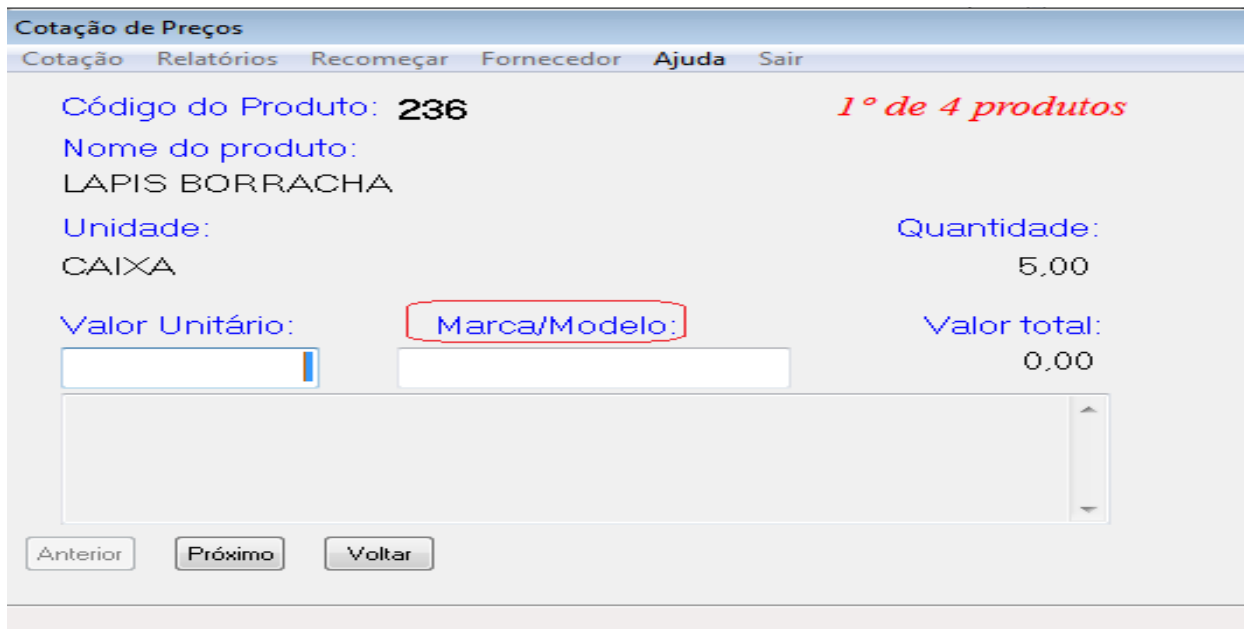 Cotação de Preços
Cotação Relatórios Recomeçar Fornecedor Ajuda Sair
Código do Produto: 236 1º de 4 produtos
Nome do produto:
LAPIS BORRACHA
Unidade: Quantidade:
CAIXA 5,00
Valor Unitário: Marca/Modelo: Valor total:
0,00
Anterior Próximo Voltar